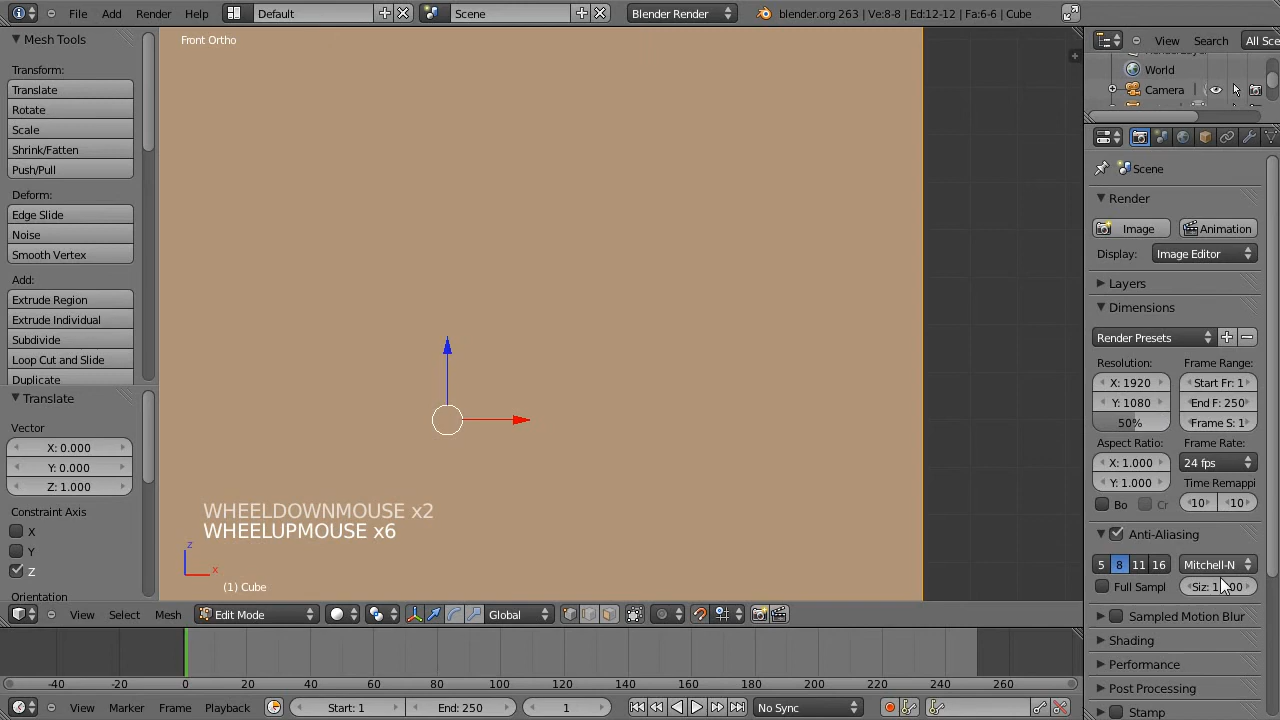 File Add Render Help Default Scene Blender Render blender.org 263 | Ve:8-8 | Ed:12-12 | Fa:6-6 | Cube
Mesh Tools
Transform:
Translate
Rotate
Scale
Shrink/Fatten
Push/Pull
Deform:
Edge Slide
Noise
Smooth Vertex
Add:
Extrude Region
Extrude Individual
Subdivide
Loop Cut and Slide
Duplicate
Translate
Vector
X: 0.000
Y: 0.000
Z: 1.000
Constraint Axis
X
Y
Z
Orientation
Front Ortho
WHEELDOWNMOUSE x2
WHEELUPMOUSE x6
z
x
(1) Cube
View Select Mesh Edit Mode Global
-40 -20 0 20 40 60 80 100 120 140 160 180 200 220 240 260
View Marker Frame Playback Start: 1 End: 250 1 No Sync
View Search All Sce
World
Camera
Scene
Render
Image Animation
Display: Image Editor
Layers
Dimensions
Render Presets
Resolution: Frame Range:
X: 1920 Start Fr: 1
Y: 1080 End F: 250
50% Frame S: 1
Aspect Ratio: Frame Rate:
X: 1.000 24 fps
Y: 1.000 Time Remappi
Bo Cr 10 10
Anti-Aliasing
5 8 11 16 Mitchell-N
Full Sampl Siz: 1.00
Sampled Motion Blur
Shading
Performance
Post Processing
Stamp